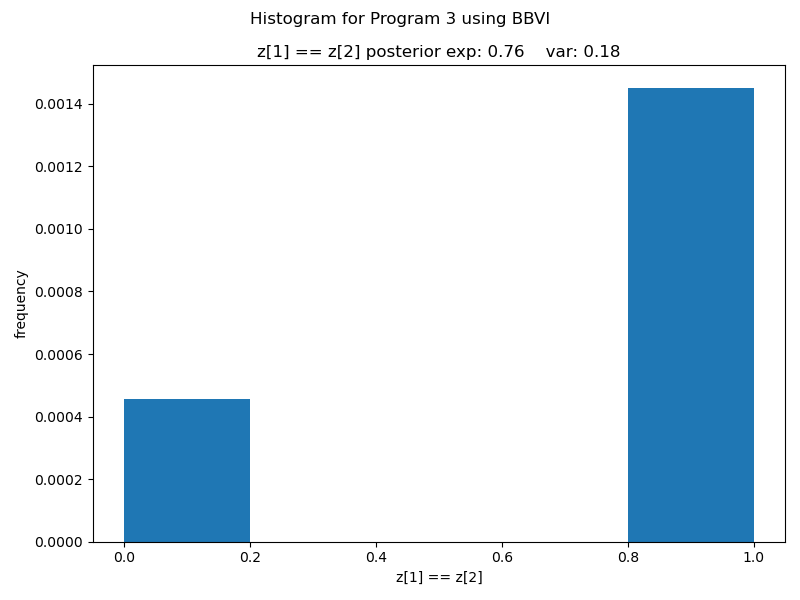 Histogram for Program 3 using BBVI
z[1] == z[2] posterior exp: 0.76    var: 0.18
0.0014
0.0012
0.0010
0.0008
0.0006
0.0004
0.0002
0.0000
frequency
0.0 0.2 0.4 0.6 0.8 1.0
z[1] == z[2]